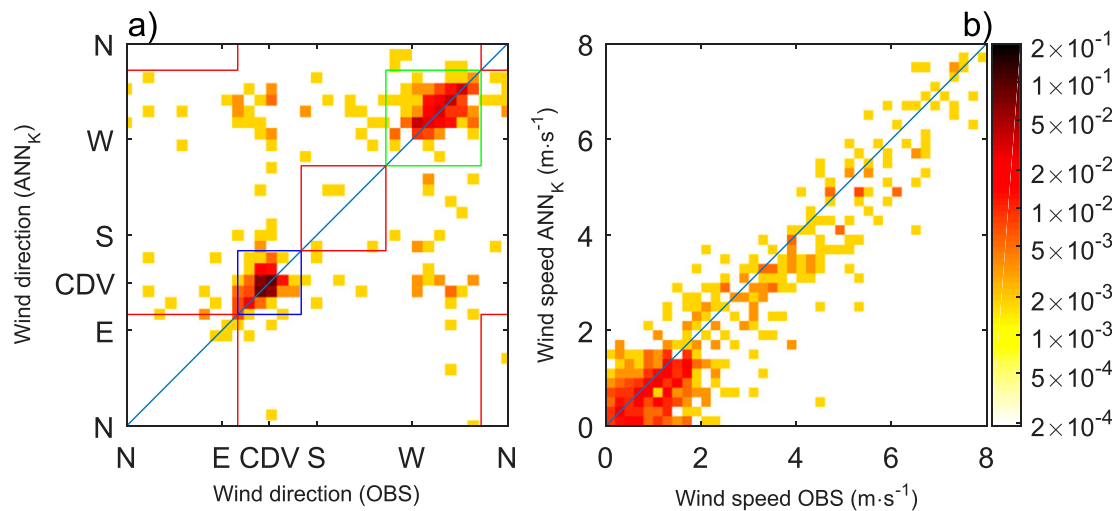 a)
N
W
S
CDV
E
N
Wind direction (ANN_K)
N E CDV S W N
Wind direction (OBS)
b)
8
6
4
2
0
Wind speed ANN_K (m·s⁻¹)
0 2 4 6 8
Wind speed OBS (m·s⁻¹)
2×10⁻¹
1×10⁻¹
5×10⁻²
2×10⁻²
1×10⁻²
5×10⁻³
2×10⁻³
1×10⁻³
5×10⁻⁴
2×10⁻⁴